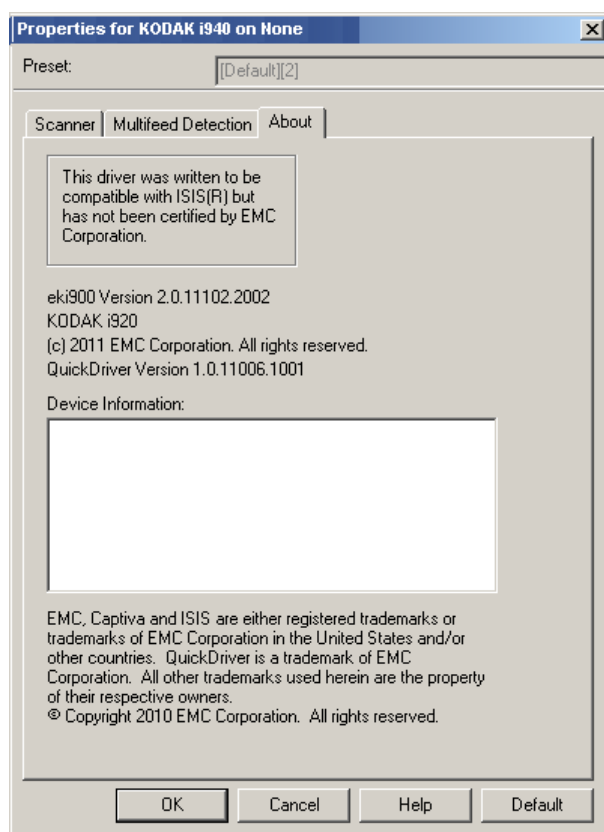 Properties for KODAK i940 on None
Preset:
[Default][2]
Scanner
Multifeed Detection
About
This driver was written to be
compatible with ISIS(R) but
has not been certified by EMC
Corporation.
eki900 Version 2.0.11102.2002
KODAK i920
(c) 2011 EMC Corporation. All rights reserved.
QuickDriver Version 1.0.11006.1001
Device Information:
EMC, Captiva and ISIS are either registered trademarks or
trademarks of EMC Corporation in the United States and/or
other countries.  QuickDriver is a trademark of EMC
Corporation.  All other trademarks used herein are the property
of their respective owners.
© Copyright 2010 EMC Corporation.  All rights reserved.
OK
Cancel
Help
Default